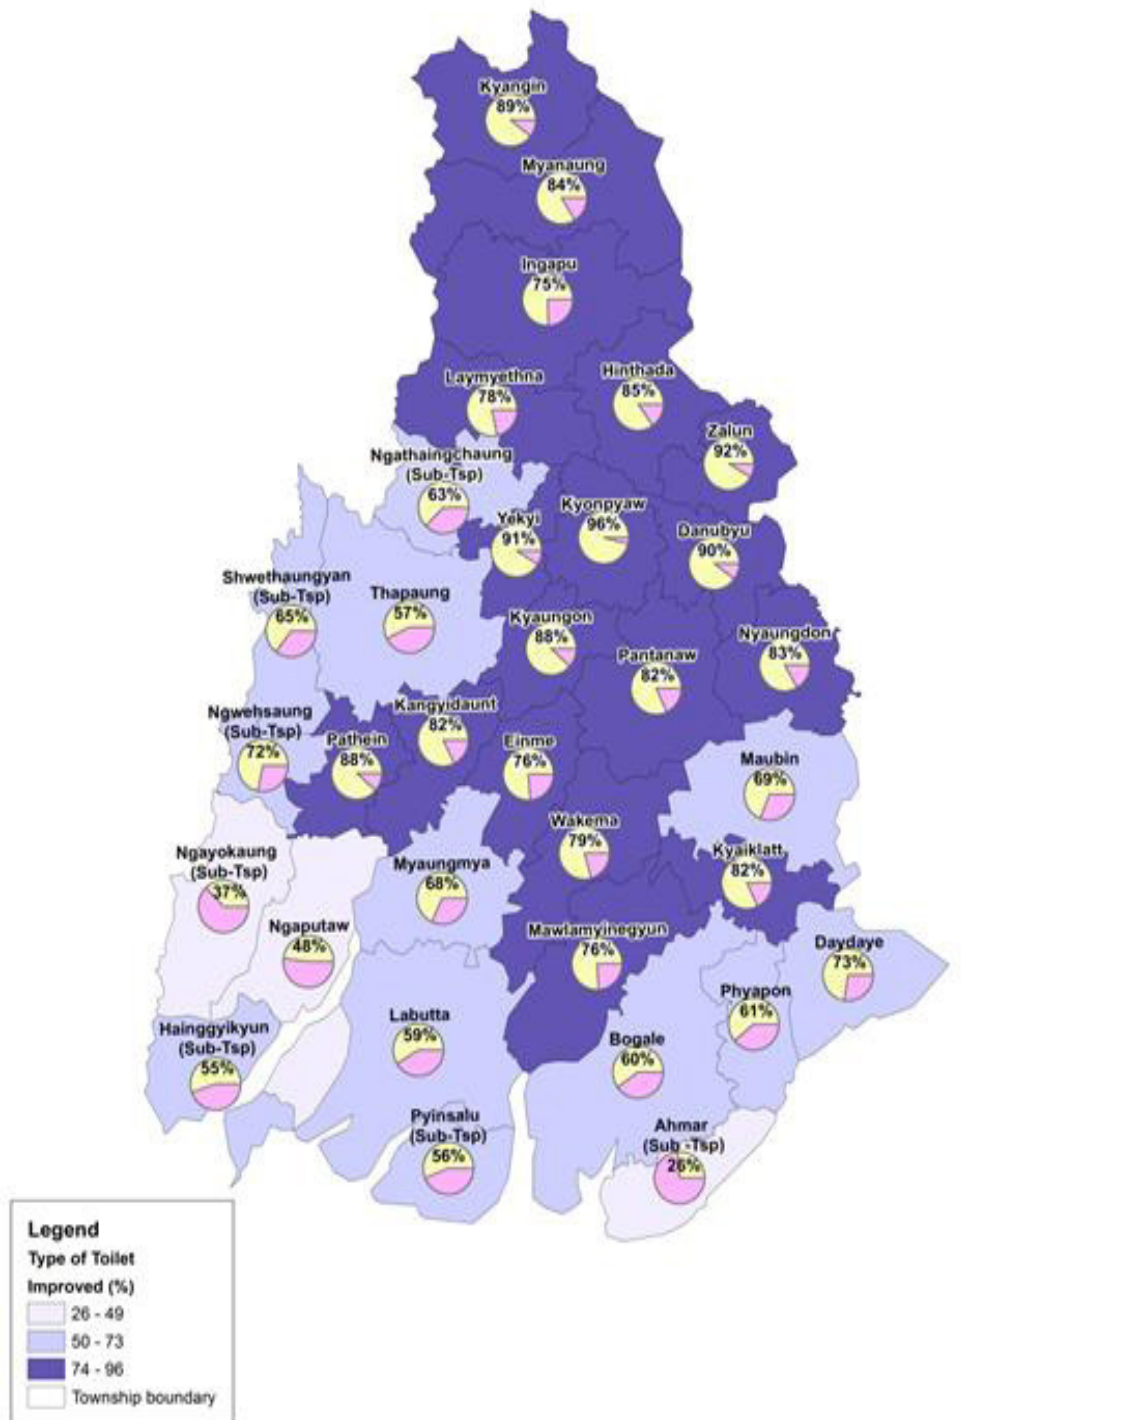 Kyangin
89%
Myanaung
84%
Ingapu
75%
Laymyethna
78%
Hinthada
85%
Zalun
92%
Ngathaingchaung
(Sub-Tsp)
63%
Yekyi
91%
Kyonpyaw
96%
Danubyu
90%
Shwethaungyan
(Sub-Tsp)
65%
Thapaung
57%
Kyaungon
88%
Pantanaw
82%
Nyaungdon
83%
Ngwehsaung
(Sub-Tsp)
72%
Pathein
88%
Kangyidaunt
82%
Einme
76%
Maubin
69%
Wakema
79%
Kyaiklatt
82%
Ngayokaung
(Sub-Tsp)
37%
Myaungmya
68%
Ngaputaw
48%
Mawlamyinegyun
76%
Daydaye
73%
Phyapon
61%
Hainggyikyun
(Sub-Tsp)
55%
Labutta
59%
Bogale
60%
Pyinsalu
(Sub-Tsp)
56%
Ahmar
(Sub -Tsp)
26%
Legend
Type of Toilet
Improved (%)
26 - 49
50 - 73
74 - 96
Township boundary